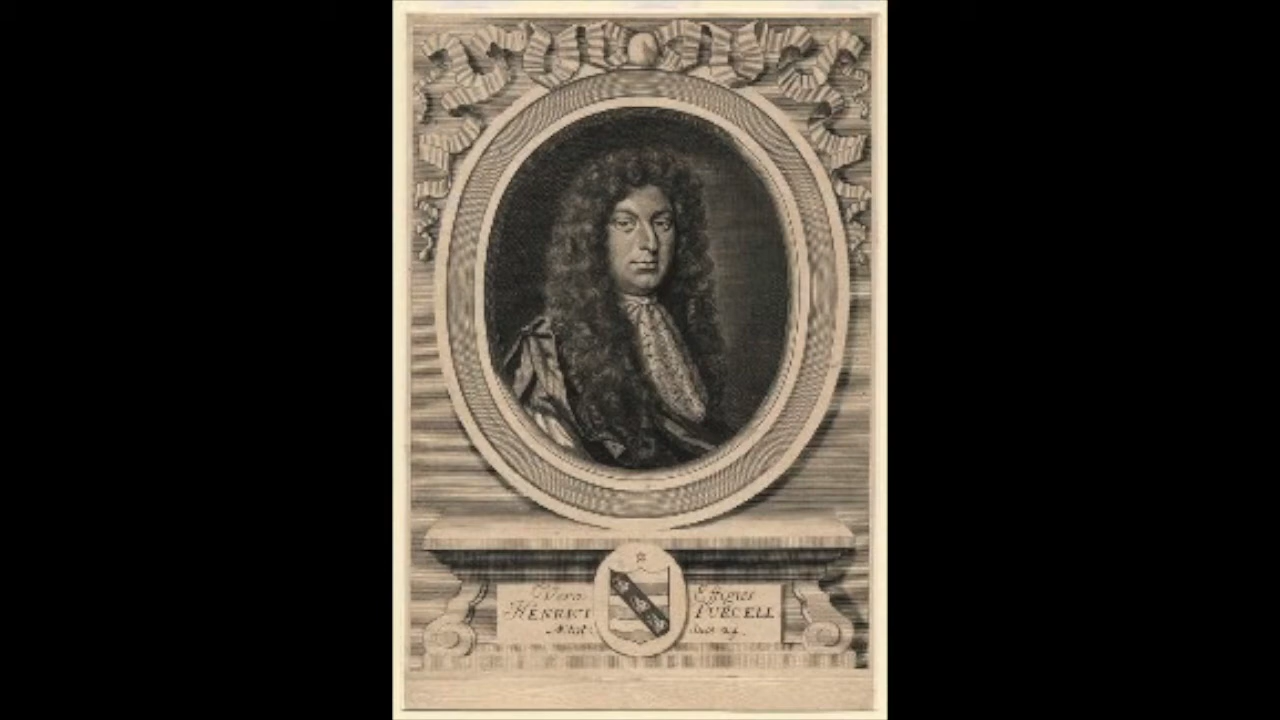 Vera Effigies
HENRICI PURCELL
Ætat: Suæ 24.